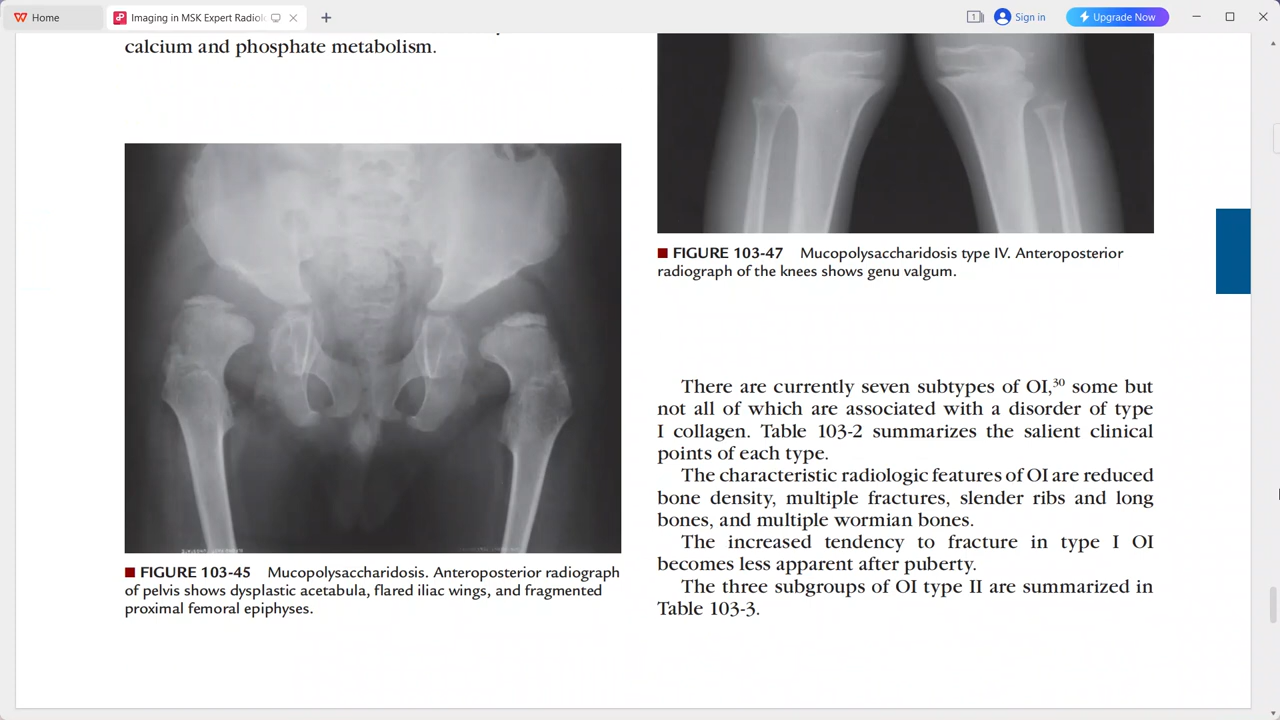 Home
Imaging in MSK Expert Radiol
Sign in
Upgrade Now
calcium and phosphate metabolism.
FIGURE 103-45 Mucopolysaccharidosis. Anteroposterior radiograph
of pelvis shows dysplastic acetabula, flared iliac wings, and fragmented
proximal femoral epiphyses.
FIGURE 103-47 Mucopolysaccharidosis type IV. Anteroposterior
radiograph of the knees shows genu valgum.
There are currently seven subtypes of OI,³⁰ some but
not all of which are associated with a disorder of type
I collagen. Table 103-2 summarizes the salient clinical
points of each type.
The characteristic radiologic features of OI are reduced
bone density, multiple fractures, slender ribs and long
bones, and multiple wormian bones.
The increased tendency to fracture in type I OI
becomes less apparent after puberty.
The three subgroups of OI type II are summarized in
Table 103-3.